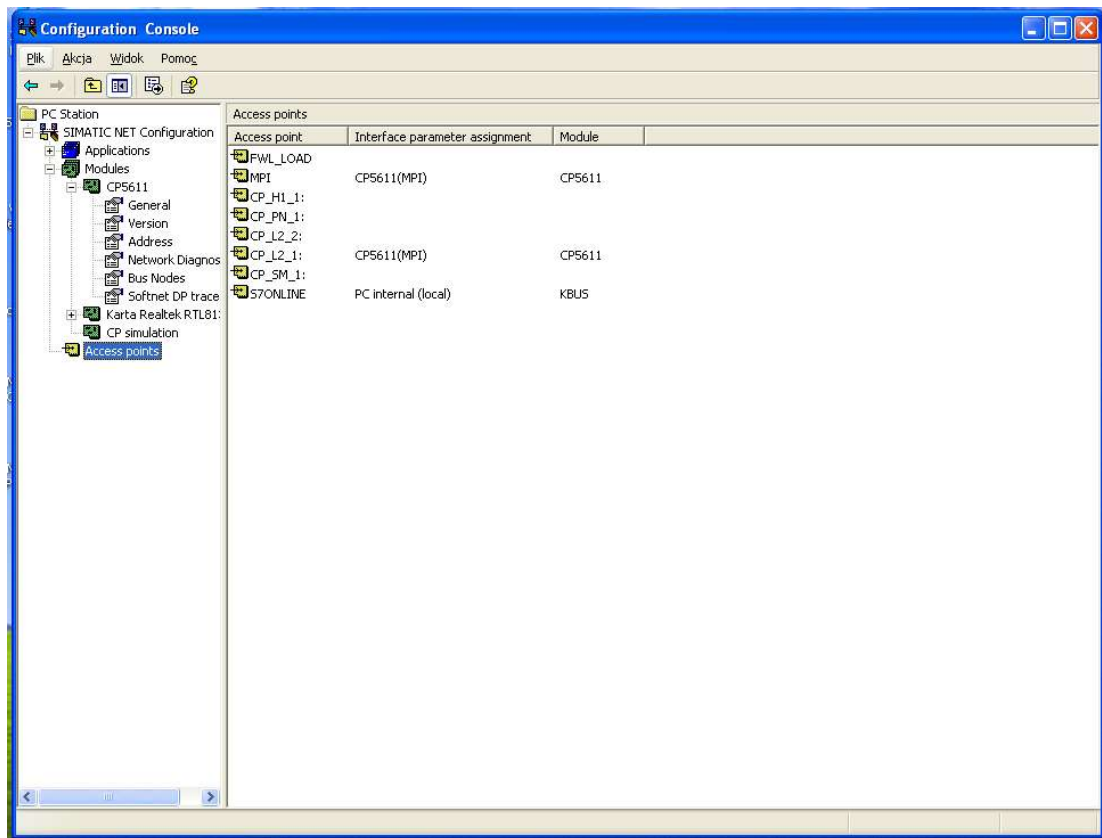 Configuration Console
Plik Akcja Widok Pomoc
PC Station
SIMATIC NET Configuration
Applications
Modules
CP5611
General
Version
Address
Network Diagnos
Bus Nodes
Softnet DP trace
Karta Realtek RTL81
CP simulation
Access points
Access points
Access point Interface parameter assignment Module
FWL_LOAD
MPI CP5611(MPI) CP5611
CP_H1_1:
CP_PN_1:
CP_L2_2:
CP_L2_1: CP5611(MPI) CP5611
CP_SM_1:
S7ONLINE PC internal (local) KBUS